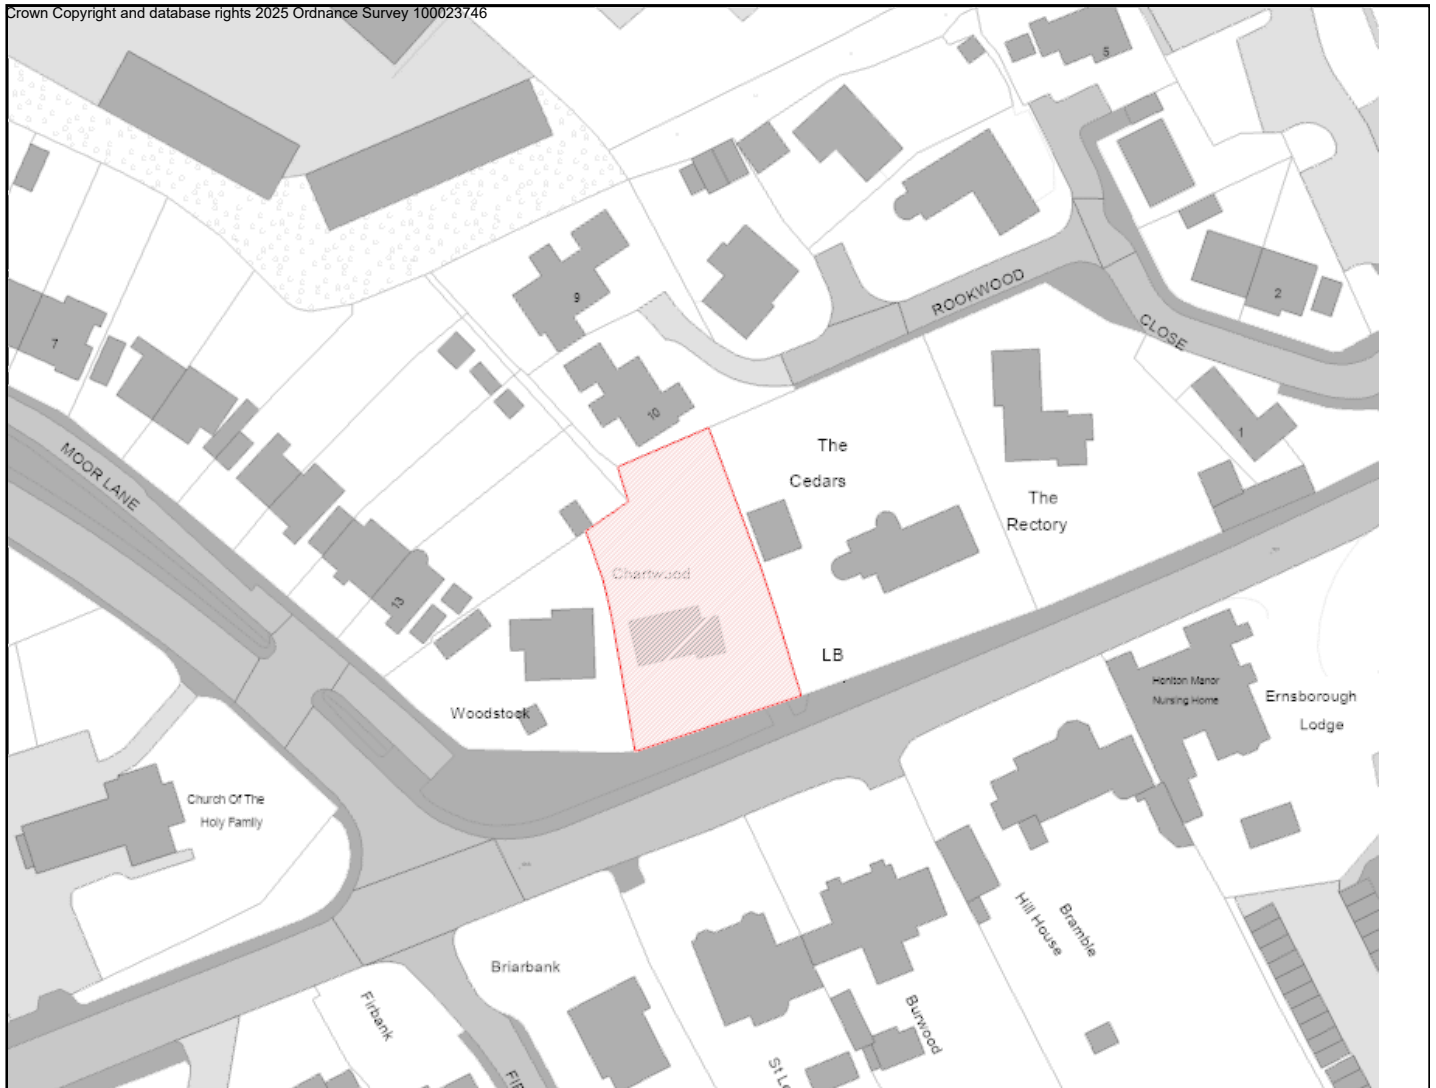 Crown Copyright and database rights 2025 Ordnance Survey 100023746
5
9
ROOKWOOD
2
CLOSE
7
10
1
The
Cedars
MOOR LANE
The
Rectory
Chartwood
13
LB
Woodstock
Honiton Manor
Nursing Home
Ernsborough
Lodge
Church Of The
Holy Family
Hill House
Bramble
Briarbank
Firbank
Burwood